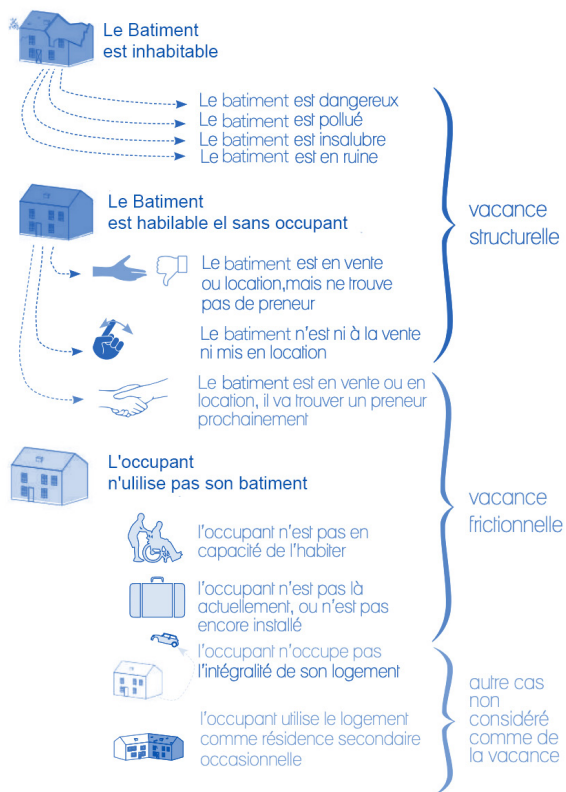 Le Batiment
est inhabitable
Le batiment est dangereux
Le batiment est pollué
Le batiment est insalubre
Le batiment est en ruine
vacance
structurelle
Le Batiment
est habilable el sans occupant
Le batiment est en vente
ou location,mais ne trouve
pas de preneur
Le batiment n'est ni à la vente
ni mis en location
Le batiment est en vente ou en
location, il va trouver un preneur
prochainement
L'occupant
n'utilise pas son batiment
vacance
frictionnelle
l'occupant n'est pas en
capacité de l'habiter
l'occupant n'est pas là
actuellement, ou n'est pas
encore installé
l'occupant n'occupe pas
l'intégralité de son logement
l'occupant utilise le logement
comme résidence secondaire
occasionnelle
autre cas
non
considéré
comme de
la vacance